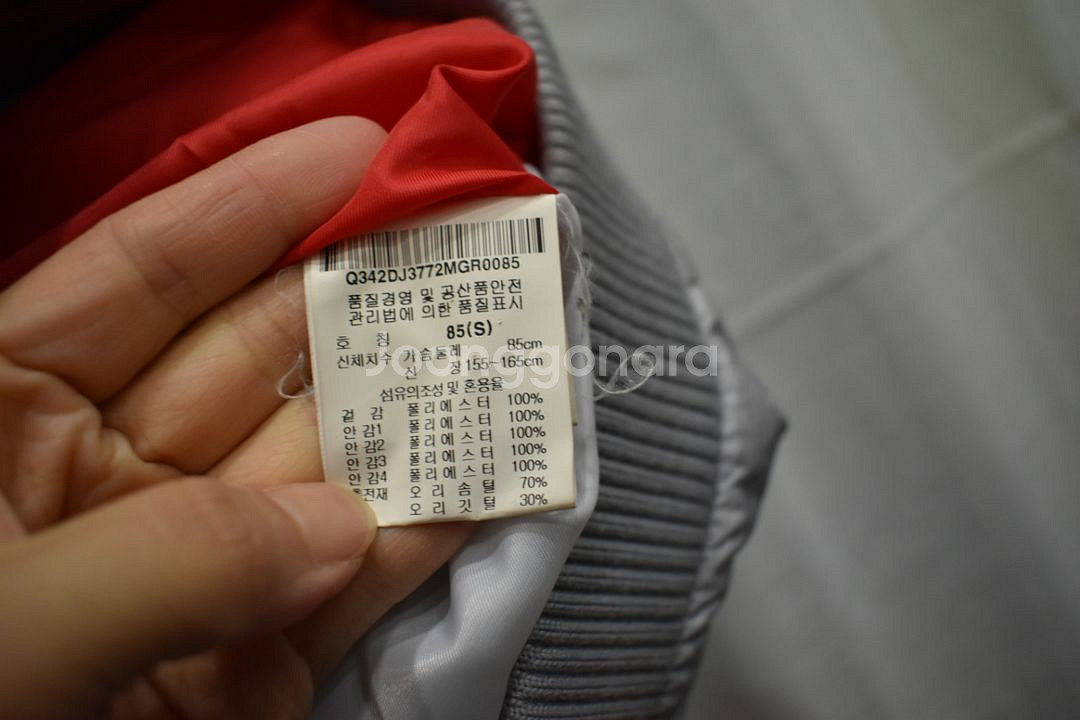 Q342DJ3772MGR0085
품질경영 및 공산품안전
관리법에 의한 품질표시
호 칭 85(S)
신체치수 가슴둘레 85cm
신 장 155~165cm
섬유의조성 및 혼용율
겉 감 폴리에스터 100%
안 감1 폴리에스터 100%
안 감2 폴리에스터 100%
안 감3 폴리에스터 100%
안 감4 폴리에스터 100%
충전재 오 리 솜 털 70%
오 리 깃 털 30%
Joonggonara